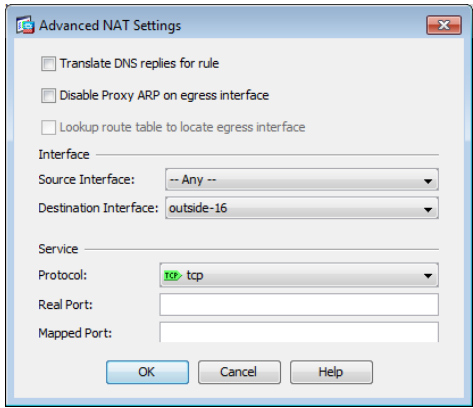 Advanced NAT Settings
Translate DNS replies for rule
Disable Proxy ARP on egress interface
Lookup route table to locate egress interface
Interface
Source Interface: -- Any --
Destination Interface: outside-16
Service
Protocol: TCP tcp
Real Port:
Mapped Port:
OK Cancel Help